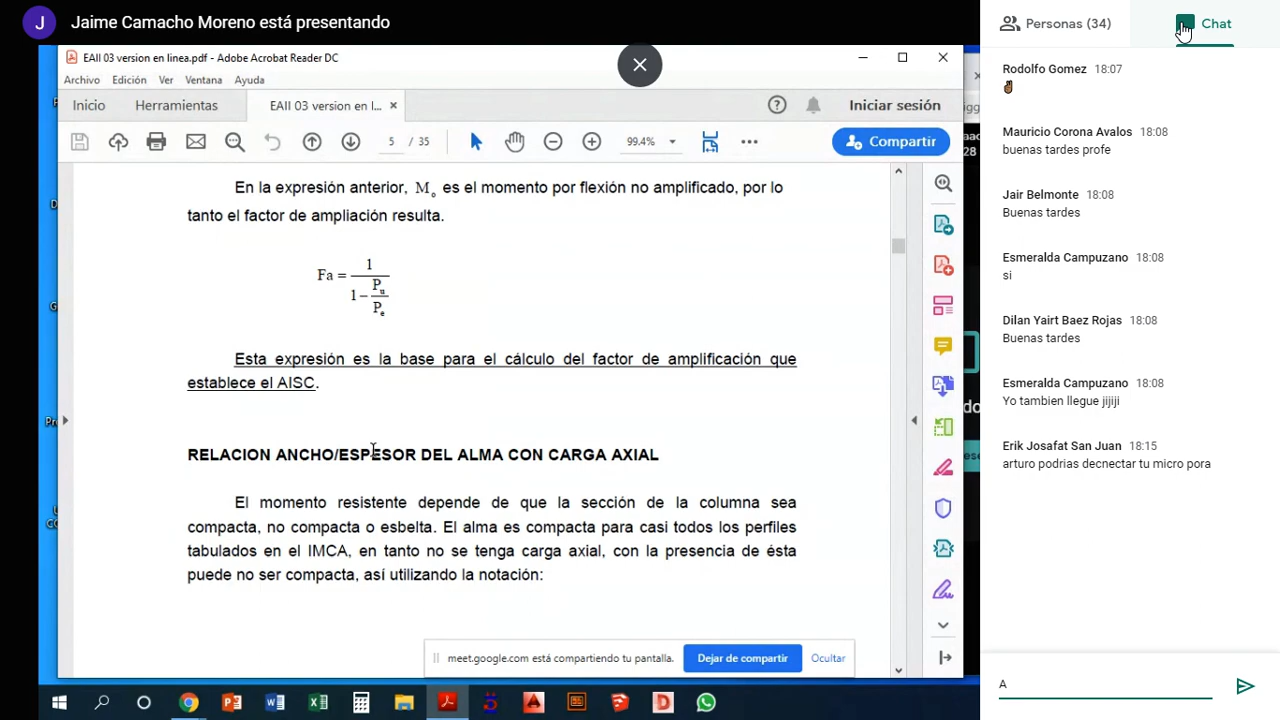 J Jaime Camacho Moreno está presentando
EAII 03 version en linea.pdf - Adobe Acrobat Reader DC
Archivo Edición Ver Ventana Ayuda
Inicio Herramientas EAII 03 version en l... Iniciar sesión
5 / 35 99.4% Compartir
En la expresión anterior, Mo es el momento por flexión no amplificado, por lo
tanto el factor de ampliación resulta.
Fa = 1 / (1 − Pu / Pe)
Esta expresión es la base para el cálculo del factor de amplificación que
establece el AISC.
RELACION ANCHO/ESPESOR DEL ALMA CON CARGA AXIAL
El momento resistente depende de que la sección de la columna sea
compacta, no compacta o esbelta. El alma es compacta para casi todos los perfiles
tabulados en el IMCA, en tanto no se tenga carga axial, con la presencia de ésta
puede no ser compacta, así utilizando la notación:
meet.google.com está compartiendo tu pantalla. Dejar de compartir Ocultar
Personas (34) Chat
Rodolfo Gomez 18:07
Mauricio Corona Avalos 18:08
buenas tardes profe
Jair Belmonte 18:08
Buenas tardes
Esmeralda Campuzano 18:08
si
Dilan Yairt Baez Rojas 18:08
Buenas tardes
Esmeralda Campuzano 18:08
Yo tambien llegue jijiji
Erik Josafat San Juan 18:15
arturo podrias decnectar tu micro pora
A